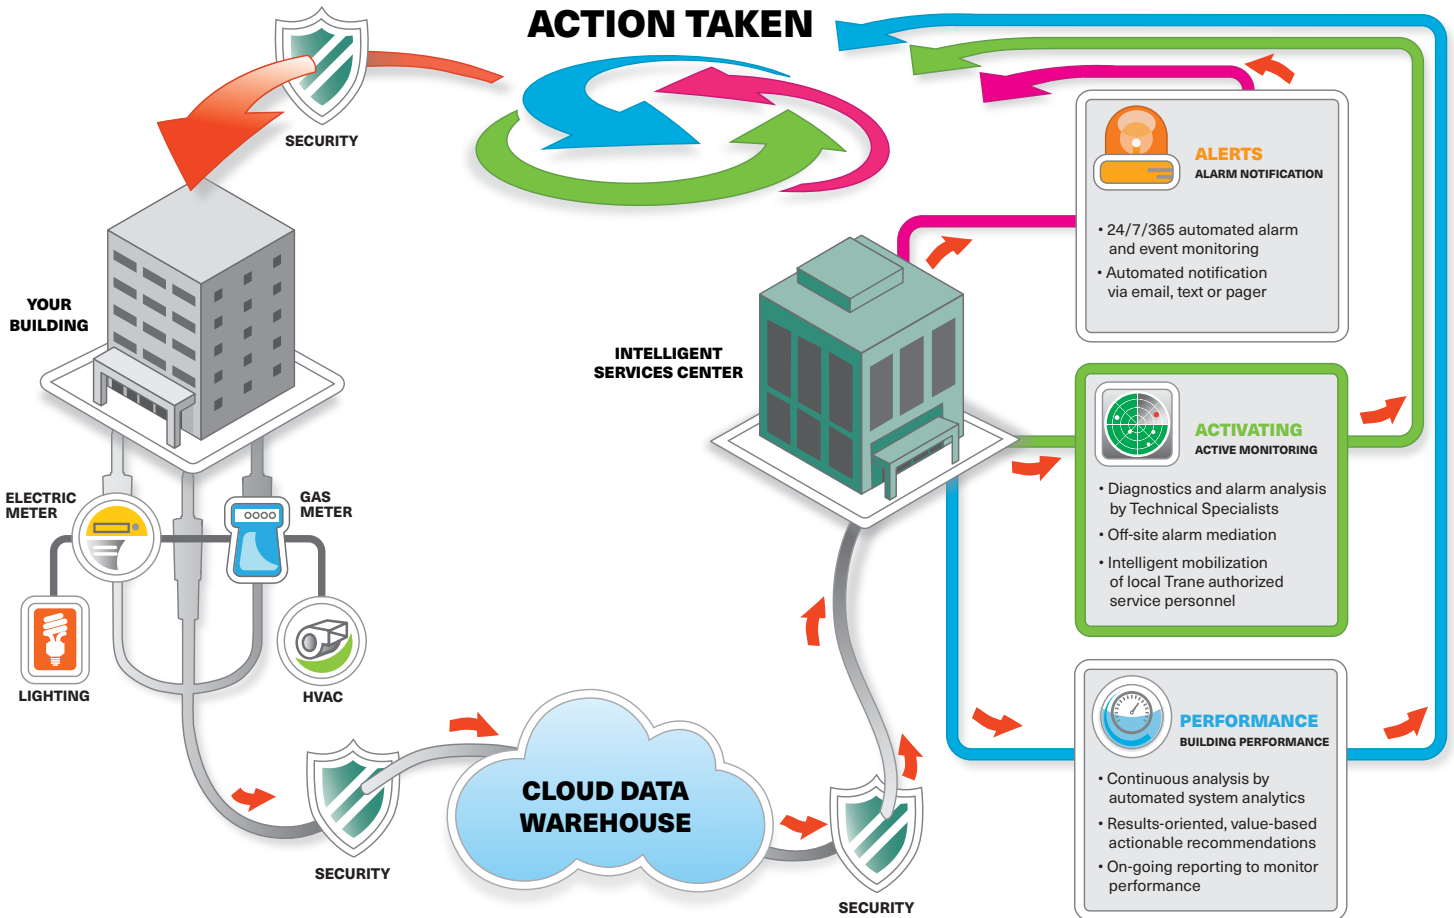 ACTION TAKEN
SECURITY
ALERTS
ALARM NOTIFICATION
• 24/7/365 automated alarm
and event monitoring
• Automated notification
via email, text or pager
YOUR
BUILDING
INTELLIGENT
SERVICES CENTER
ACTIVATING
ACTIVE MONITORING
• Diagnostics and alarm analysis
by Technical Specialists
• Off-site alarm mediation
• Intelligent mobilization
of local Trane authorized
service personnel
ELECTRIC
METER
GAS
METER
LIGHTING
HVAC
PERFORMANCE
BUILDING PERFORMANCE
• Continuous analysis by
automated system analytics
• Results-oriented, value-based
actionable recommendations
• On-going reporting to monitor
performance
CLOUD DATA
WAREHOUSE
SECURITY
SECURITY